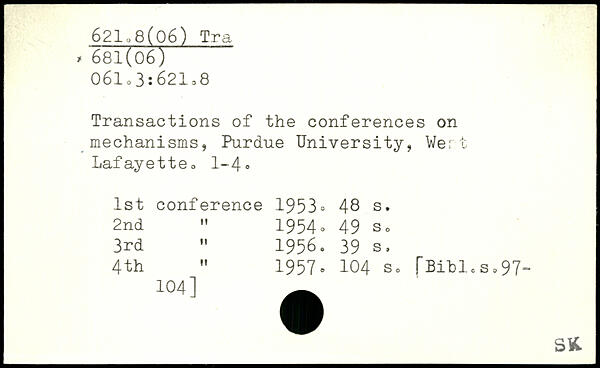 621.8(06) Tra
681(06)
061.3:621.8
Transactions of the conferences on
mechanisms, Purdue University, West
Lafayette. 1-4.
1st conference 1953. 48 s.
2nd " 1954. 49 s.
3rd " 1956. 39 s.
4th " 1957. 104 s. [Bibl.s.97-
104]
SK